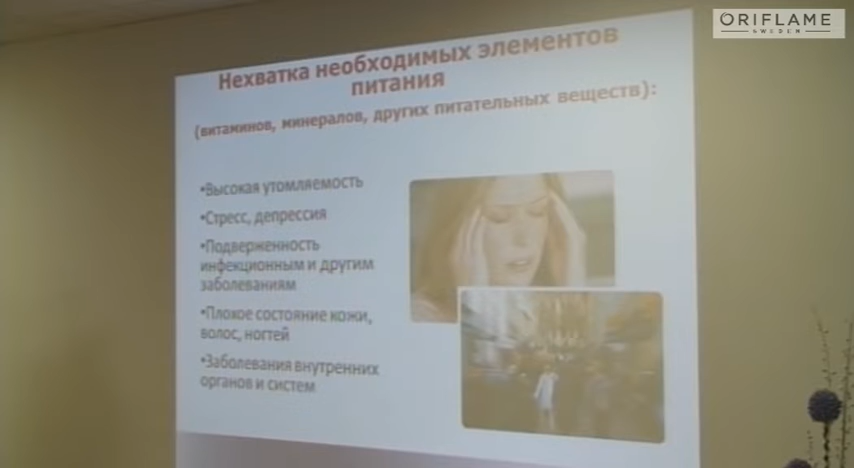 ORIFLAME
SWEDEN
Нехватка необходимых элементов
питания
(витаминов, минералов, других питательных веществ):
•Высокая утомляемость
•Стресс, депрессия
•Подверженность
инфекционным и другим
заболеваниям
•Плохое состояние кожи,
волос, ногтей
•Заболевания внутренних
органов и систем